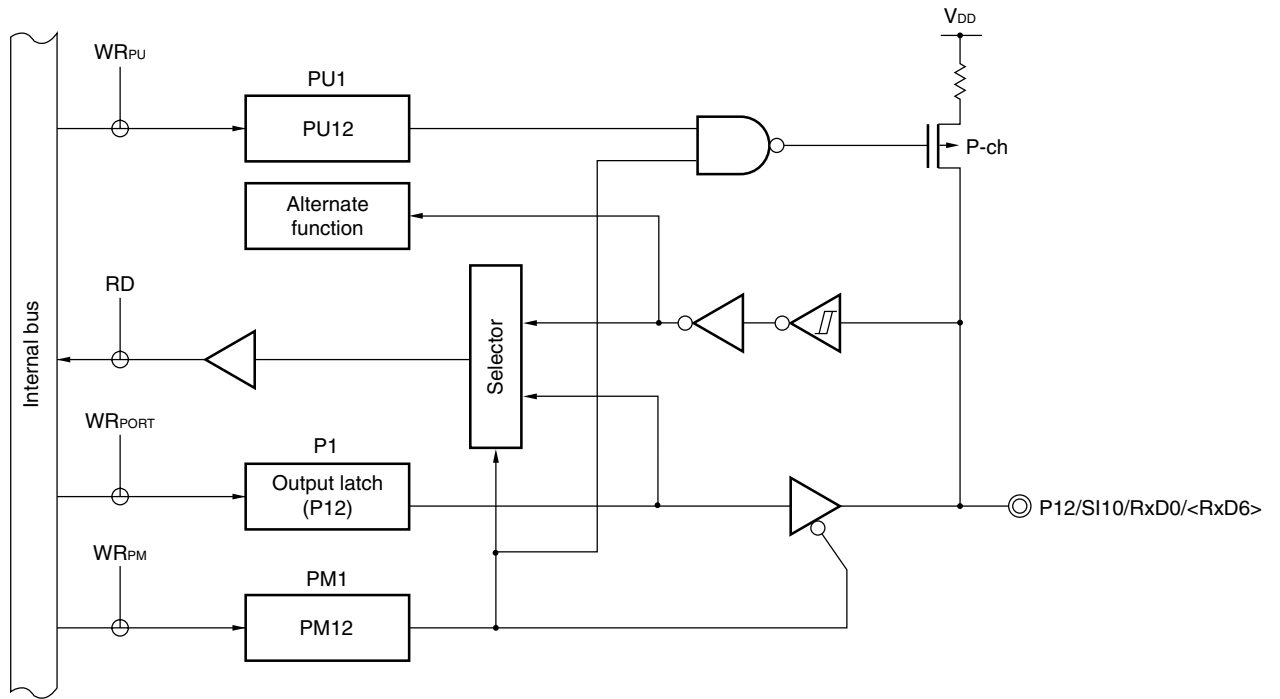 VDD
WRPU
PU1
PU12
P-ch
Alternate
function
RD
Internal bus
Selector
WRPORT
P1
Output latch
(P12)
P12/SI10/RxD0/<RxD6>
WRPM
PM1
PM12